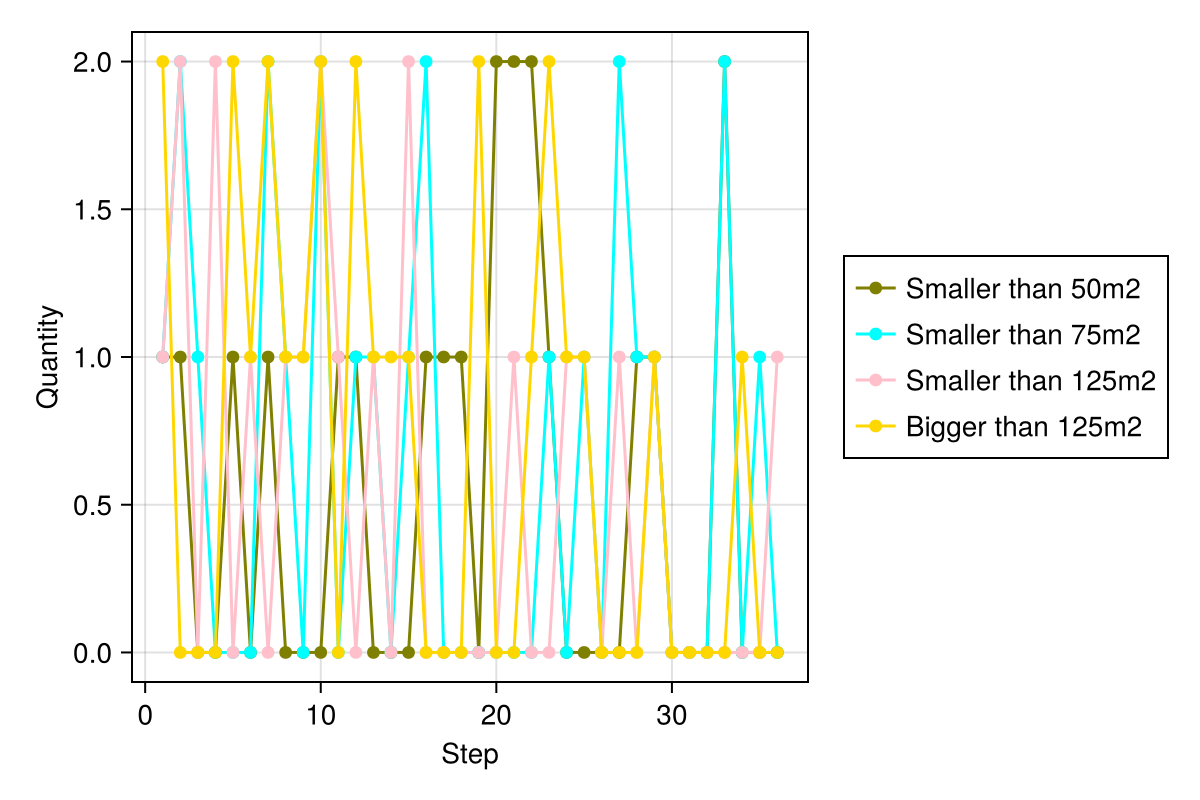 2.0
1.5
1.0
0.5
0.0
Quantity
0 10 20 30
Step
Smaller than 50m2
Smaller than 75m2
Smaller than 125m2
Bigger than 125m2